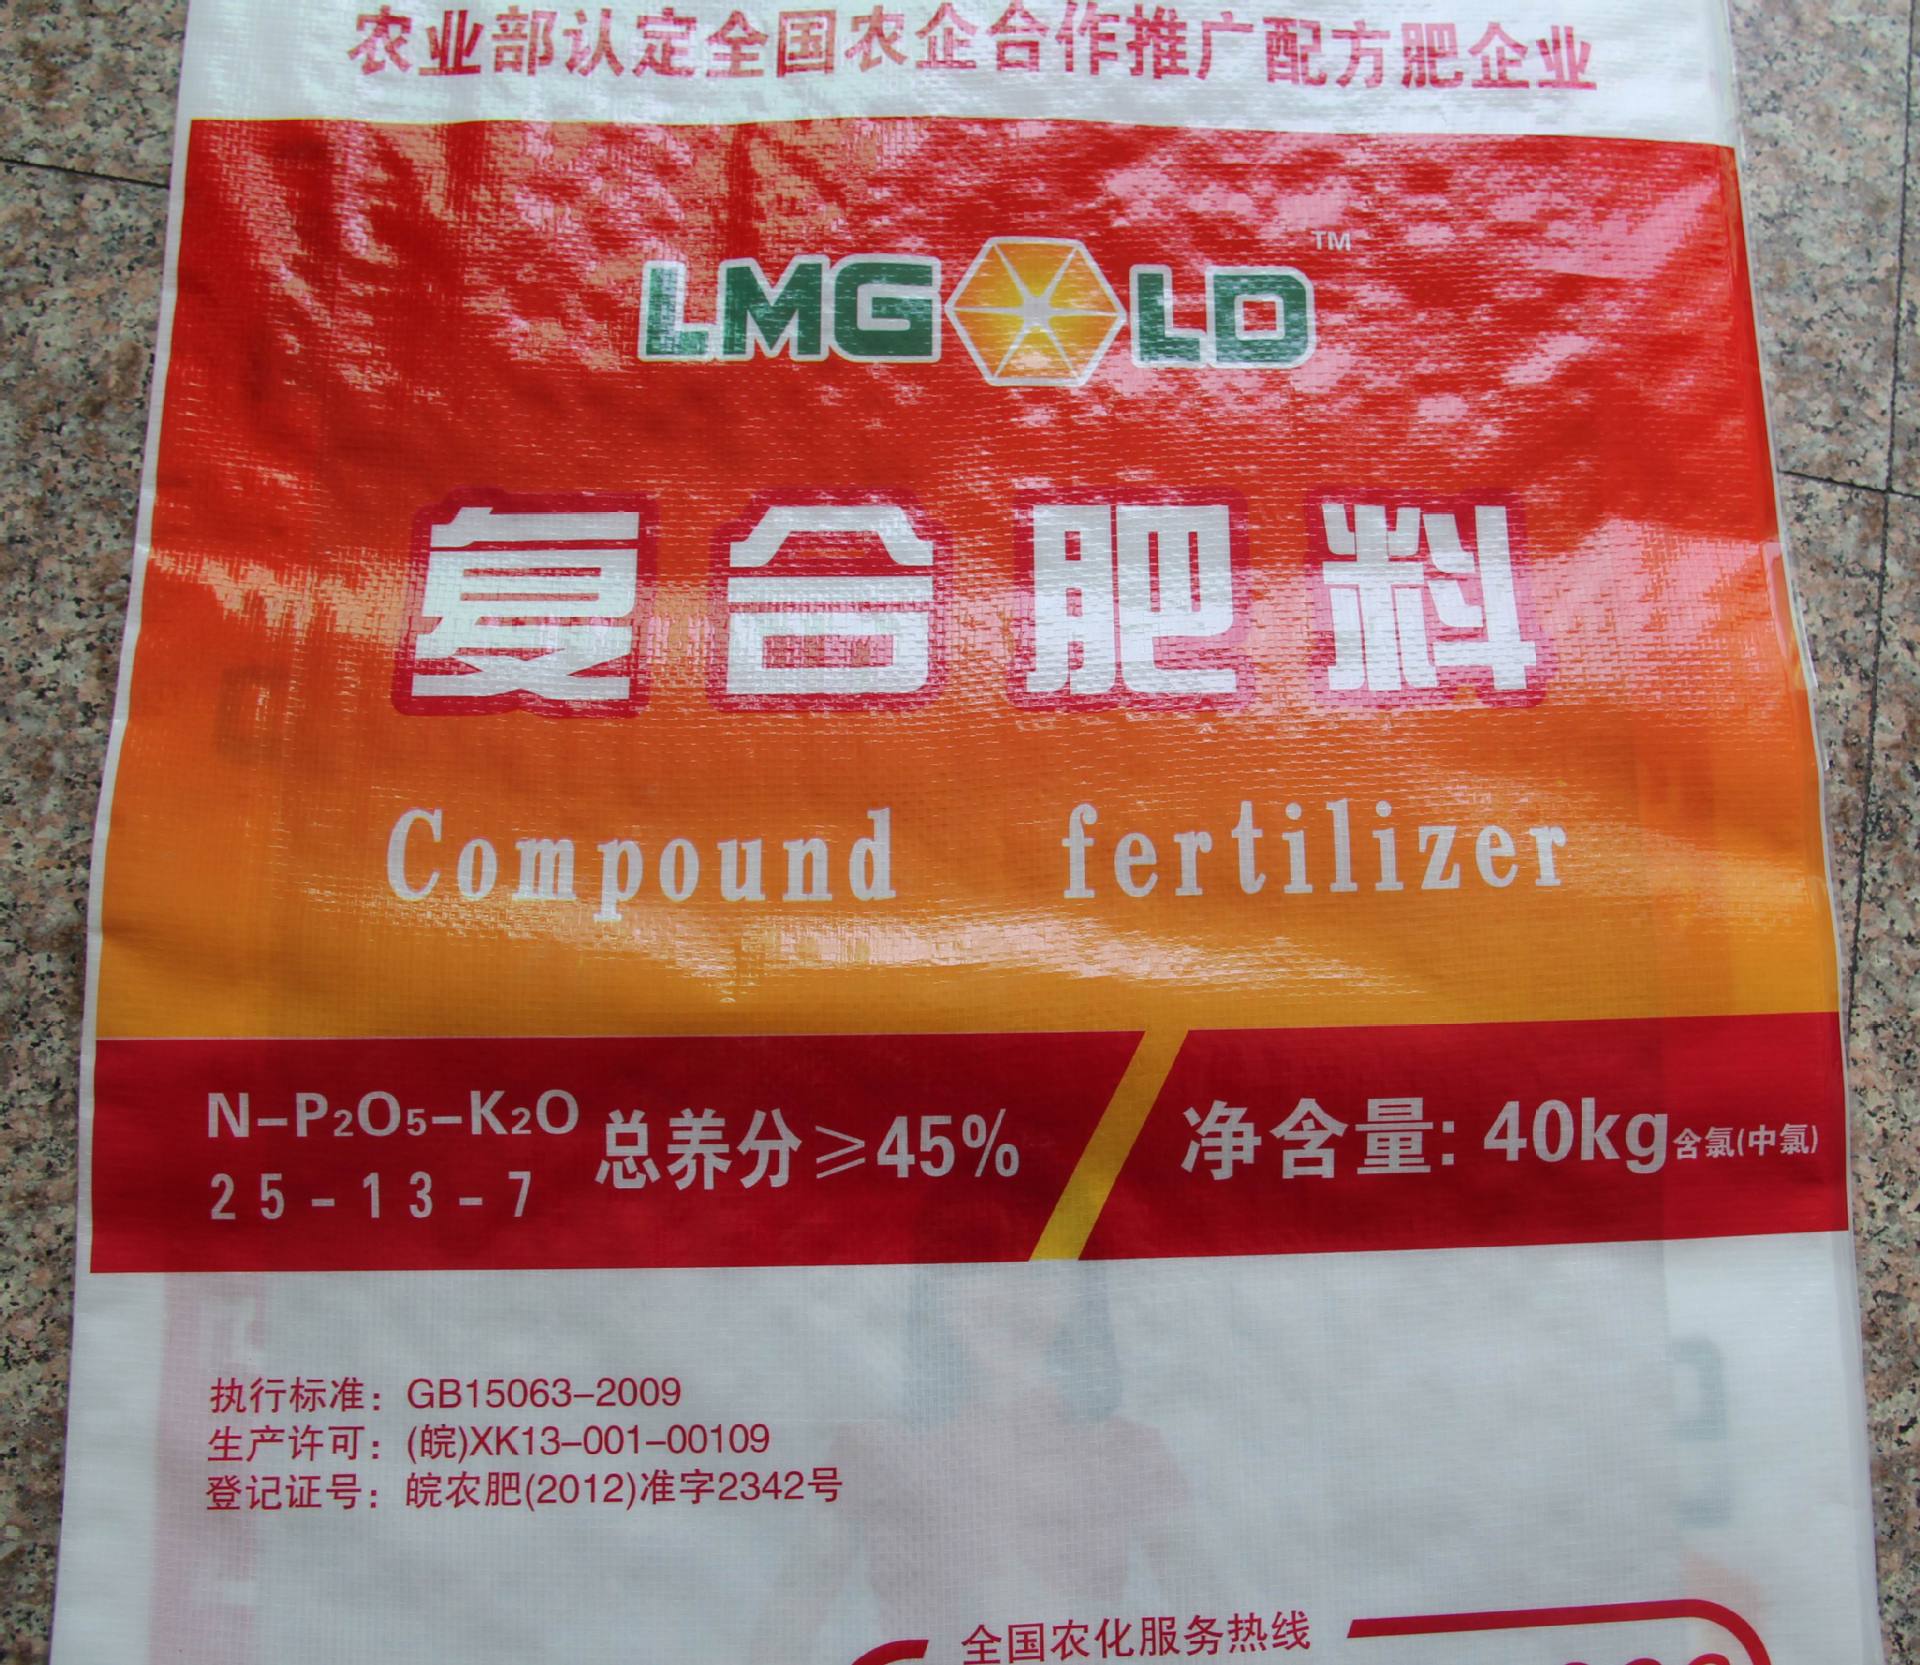 农业部认定全国农企合作推广配方肥企业
LMGOLD™
复合肥料
Compound fertilizer
N-P₂O₅-K₂O
25-13-7
总养分≥45%
净含量: 40kg 含氯(中氯)
执行标准: GB15063-2009
生产许可: (皖)XK13-001-00109
登记证号: 皖农肥(2012)准字2342号
全国农化服务热线